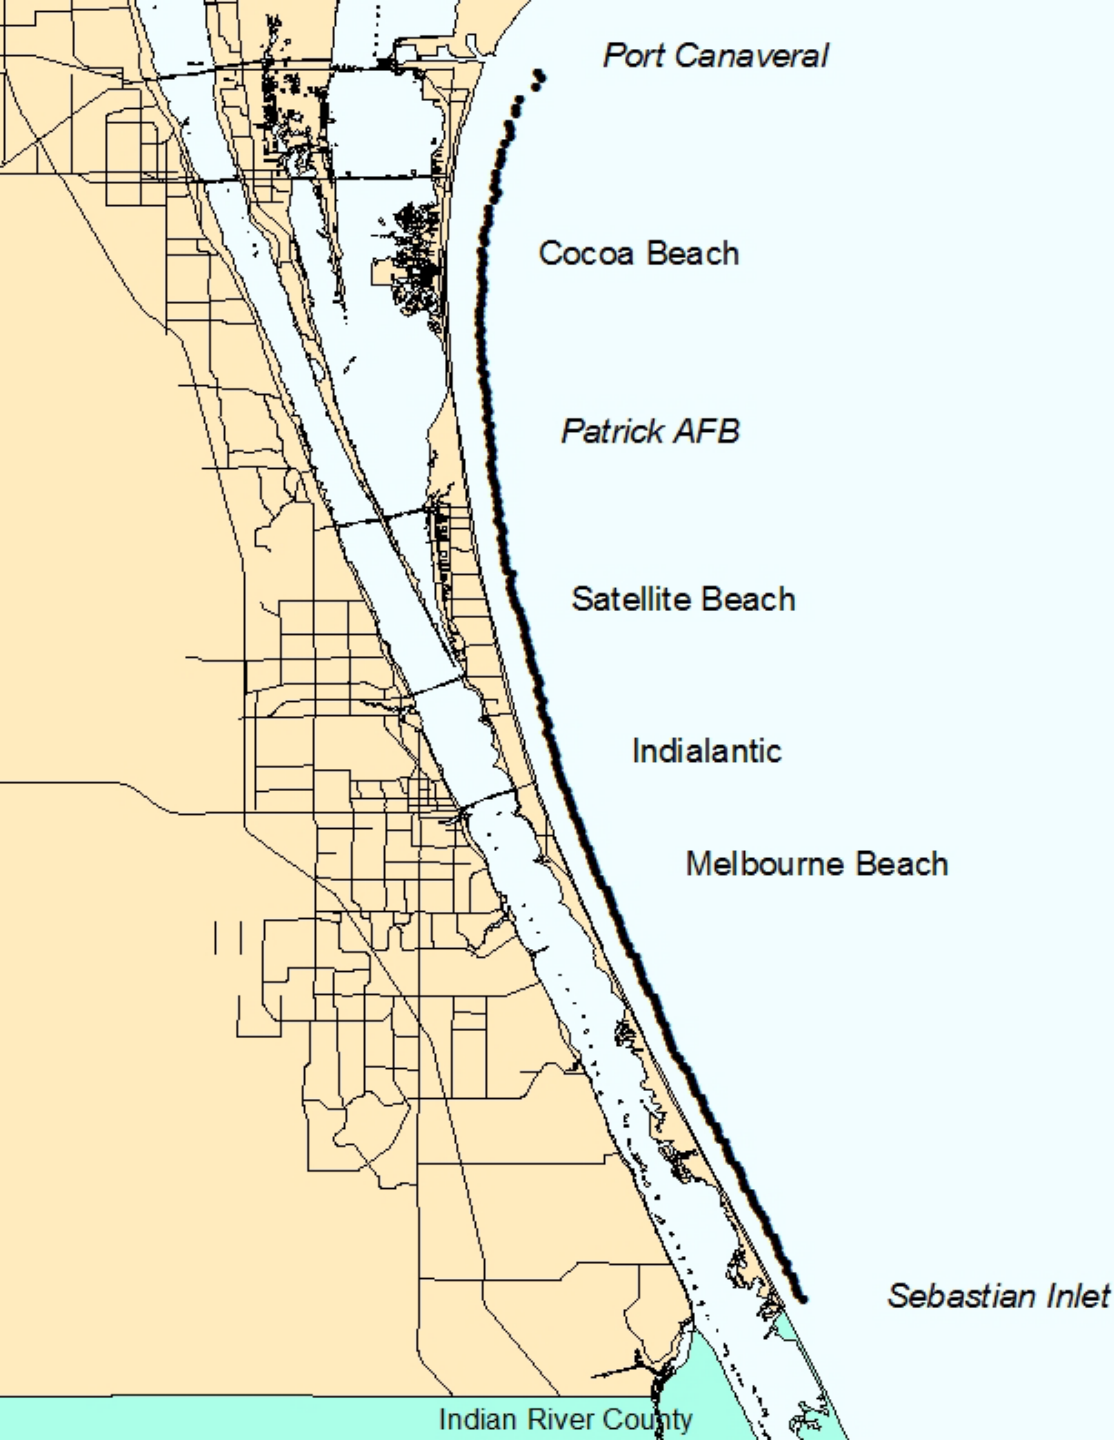 Port Canaveral
Cocoa Beach
Patrick AFB
Satellite Beach
Indialantic
Melbourne Beach
Sebastian Inlet
Indian River County